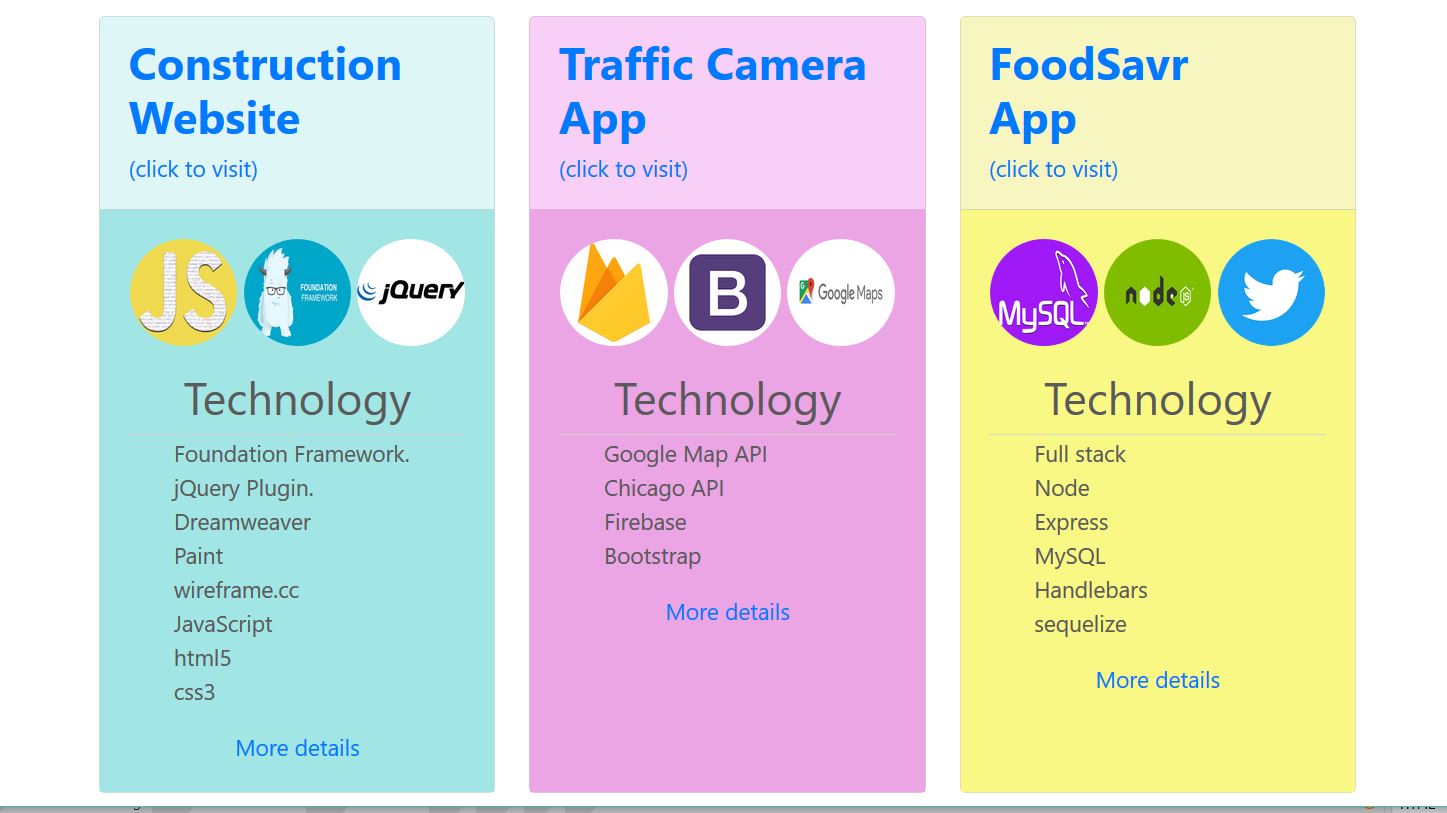 Construction
Website
(click to visit)
JS
FOUNDATION
FRAMEWORK
jQuery
Technology
Foundation Framework.
jQuery Plugin.
Dreamweaver
Paint
wireframe.cc
JavaScript
html5
css3
More details
Traffic Camera
App
(click to visit)
B
Google Maps
Technology
Google Map API
Chicago API
Firebase
Bootstrap
More details
FoodSavr
App
(click to visit)
MySQL
node JS
Technology
Full stack
Node
Express
MySQL
Handlebars
sequelize
More details